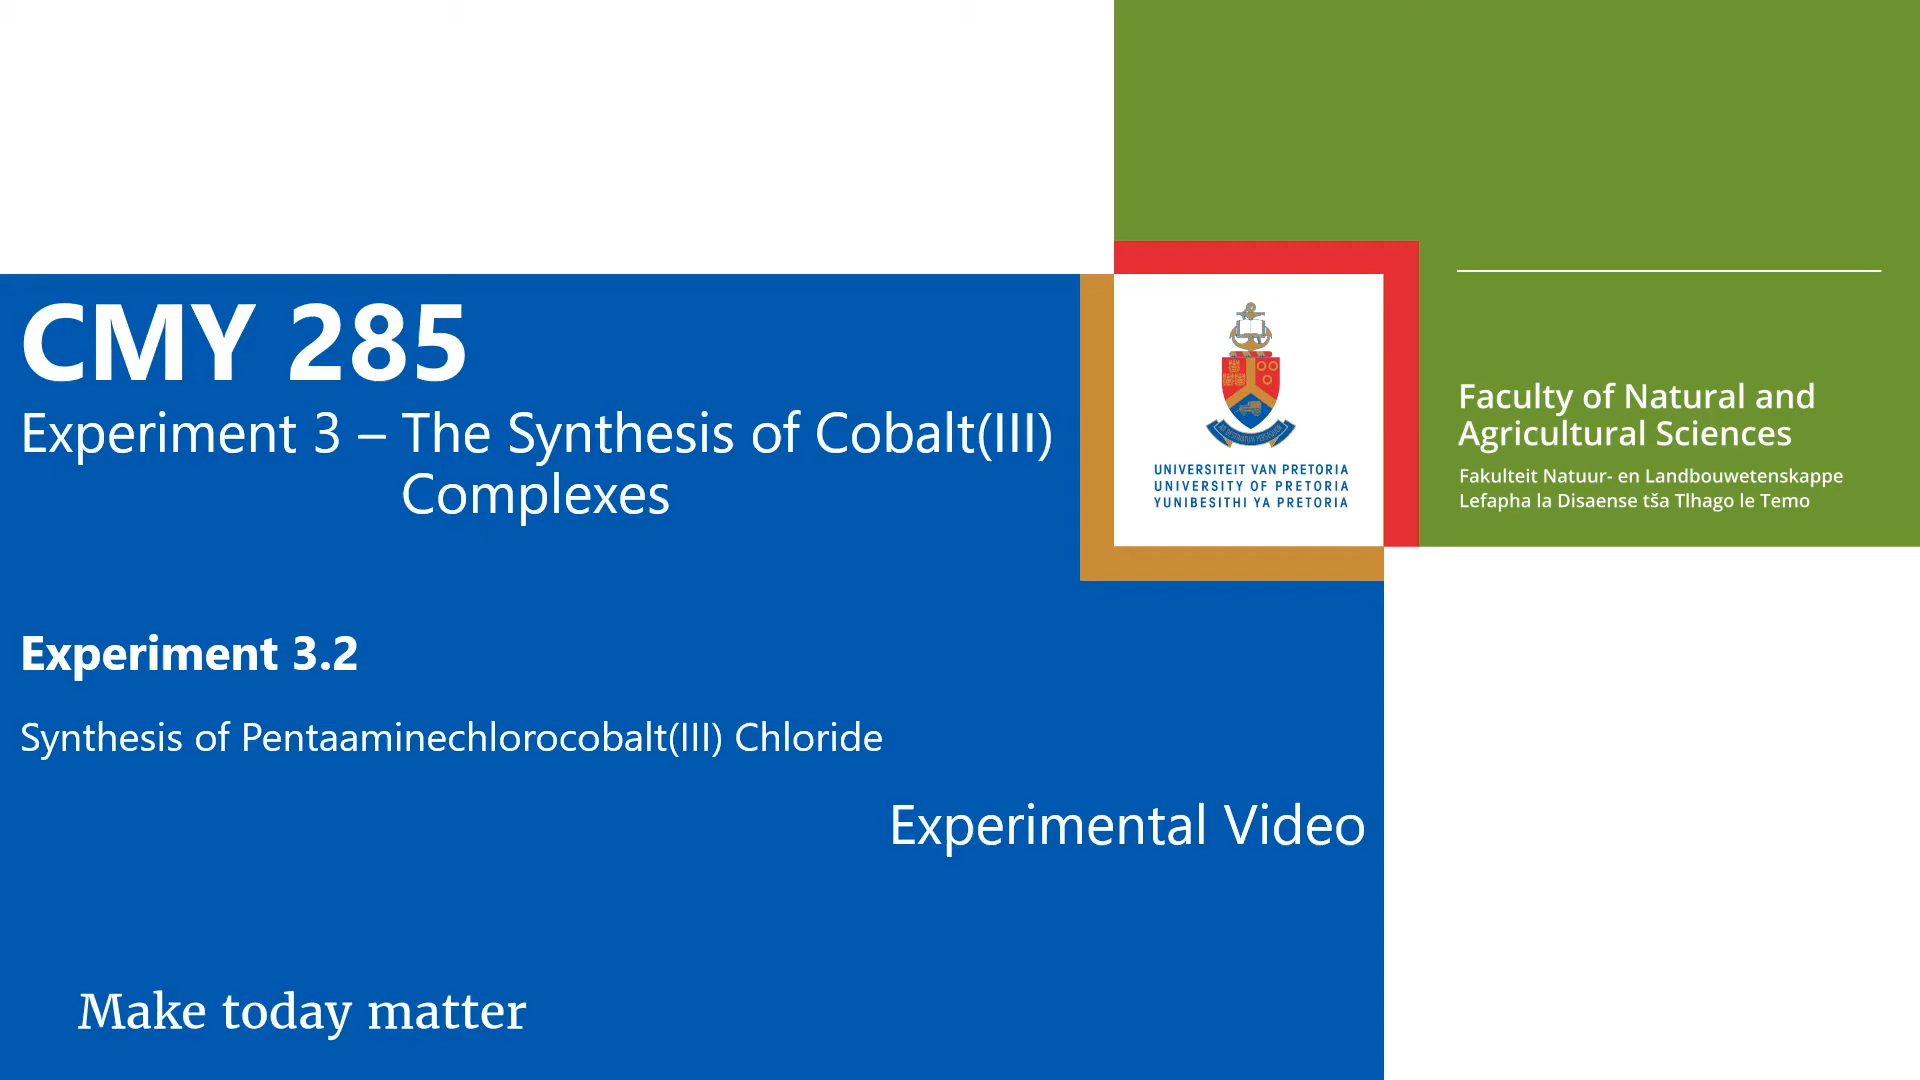 CMY 285
Experiment 3 – The Synthesis of Cobalt(III)
Complexes
Experiment 3.2
Synthesis of Pentaaminechlorocobalt(III) Chloride
Experimental Video
Make today matter
UNIVERSITEIT VAN PRETORIA
UNIVERSITY OF PRETORIA
YUNIBESITHI YA PRETORIA
Faculty of Natural and
Agricultural Sciences
Fakulteit Natuur- en Landbouwetenskappe
Lefapha la Disaense tša Tlhago le Temo